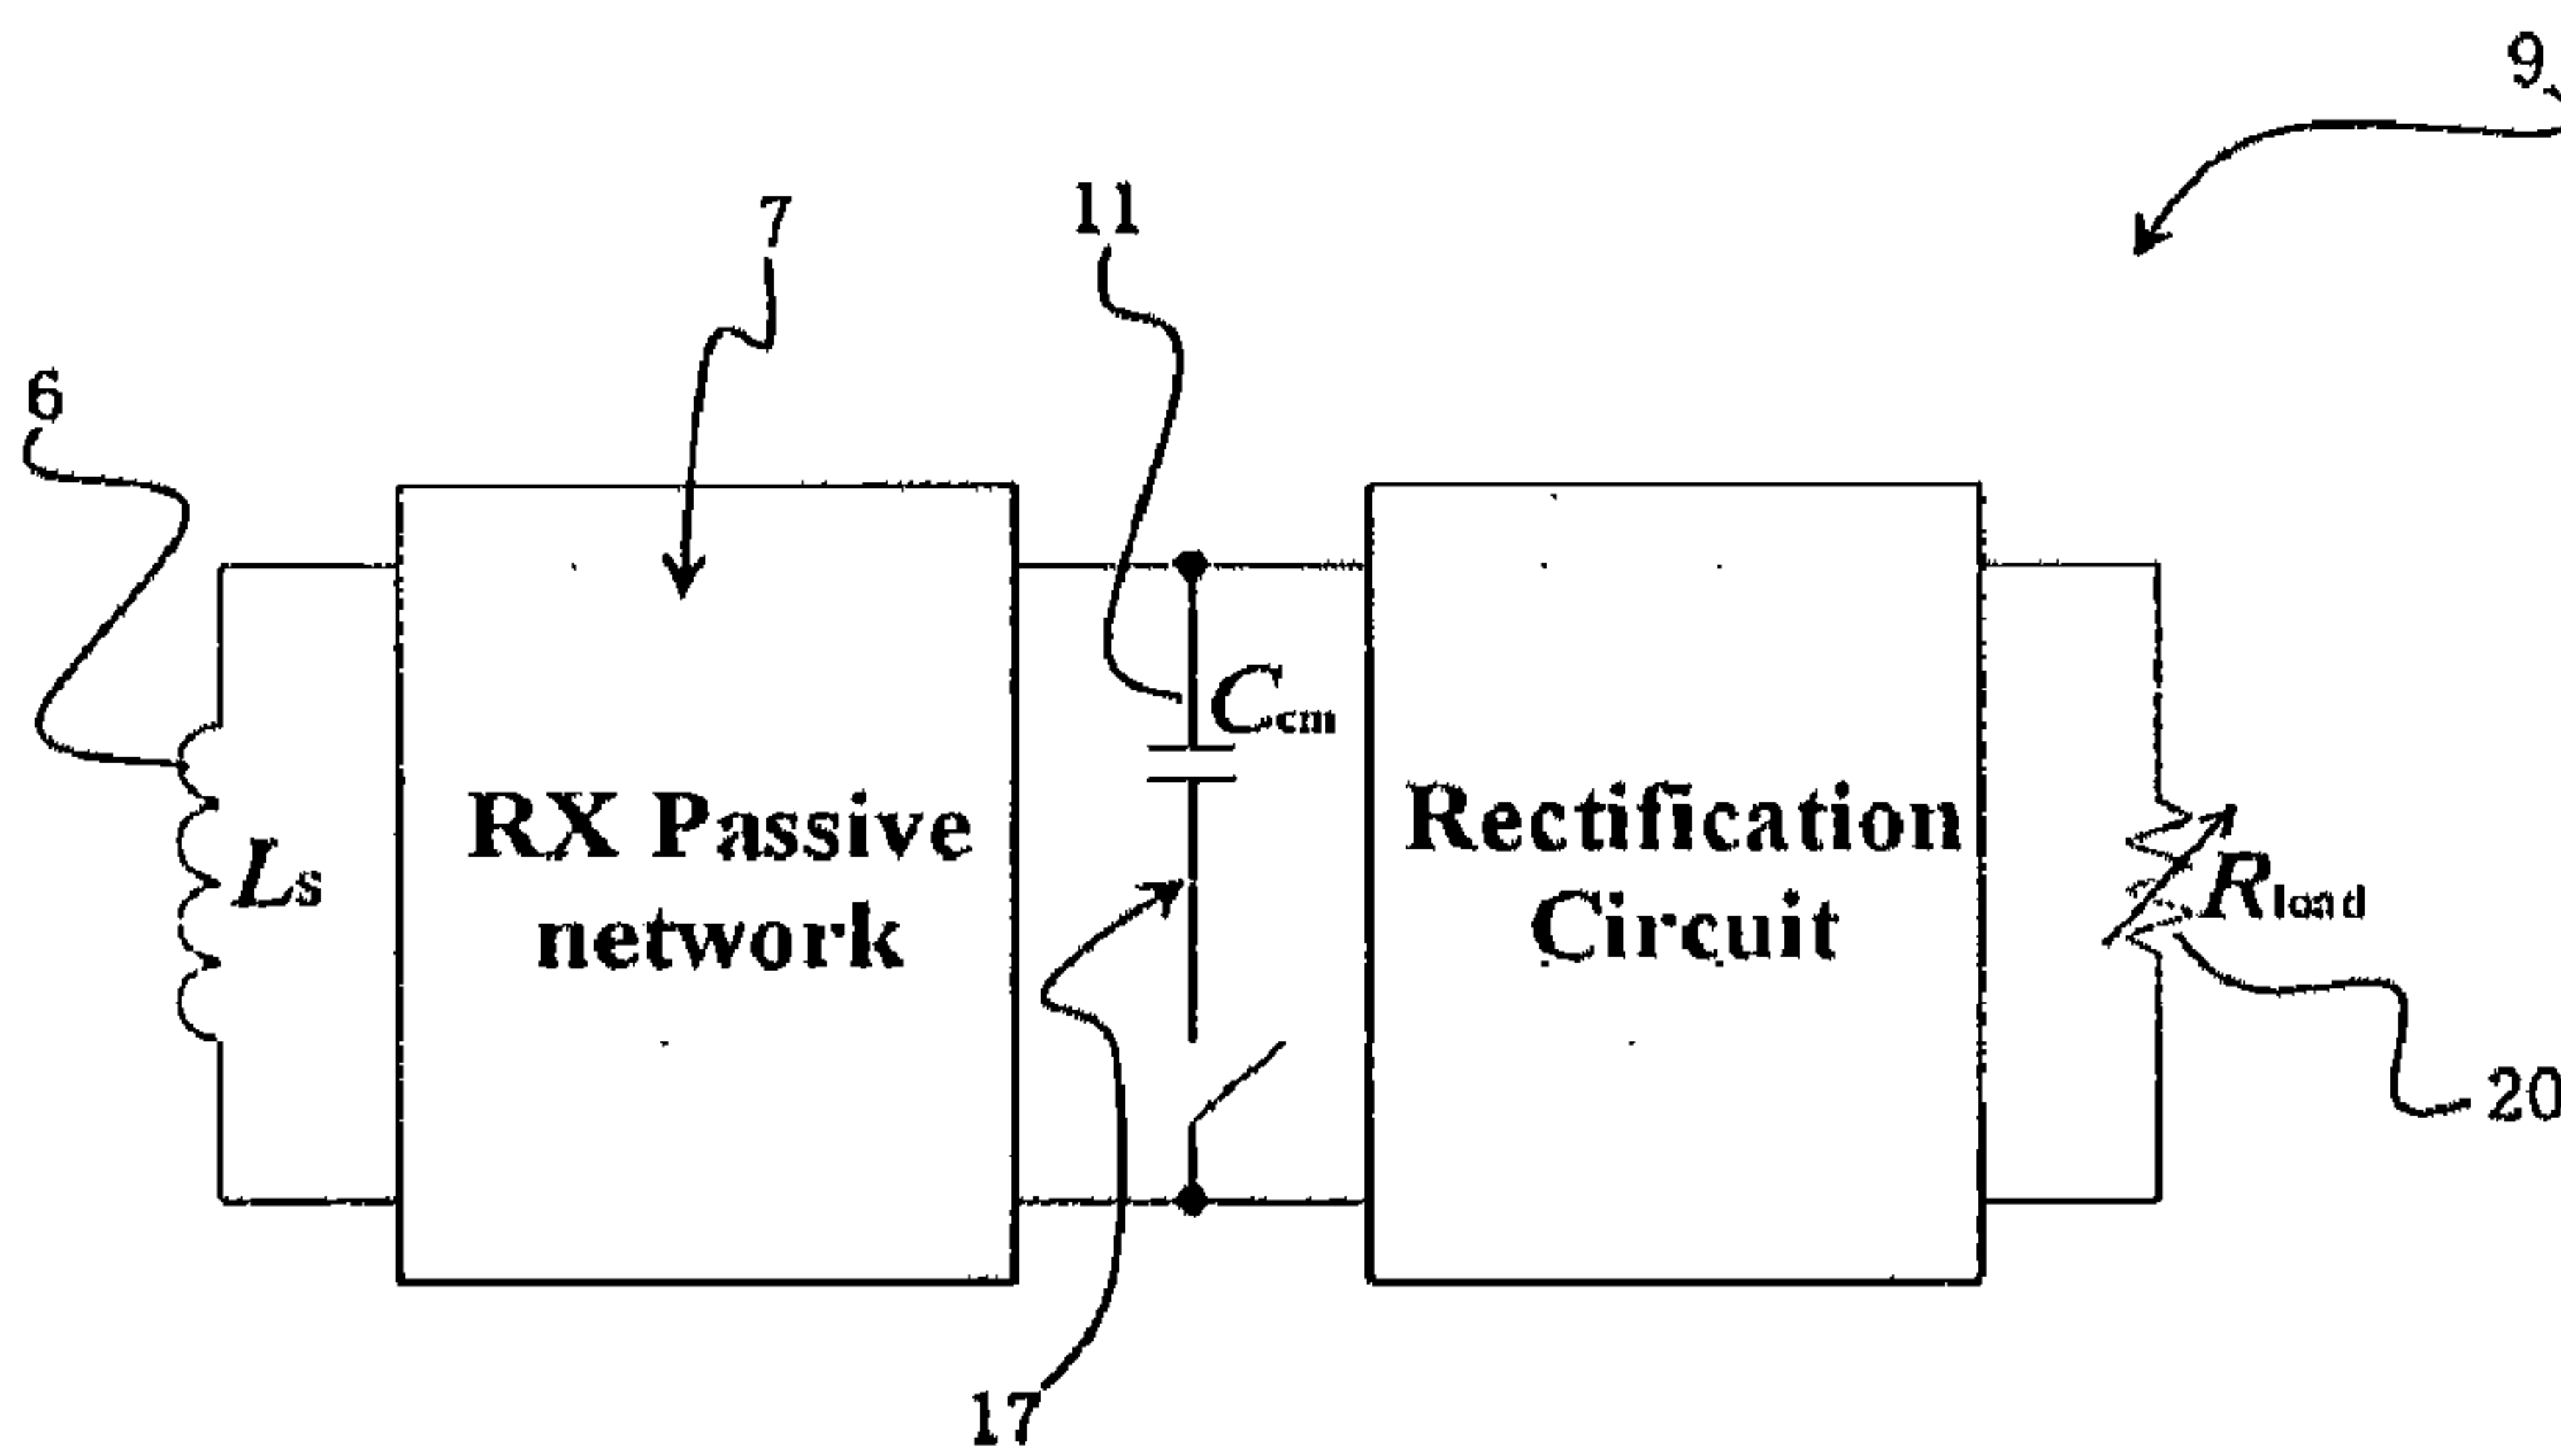 9
7
11
6
Ccm
RX Passive
network
Rectification
Circuit
Ls
Rload
20
17